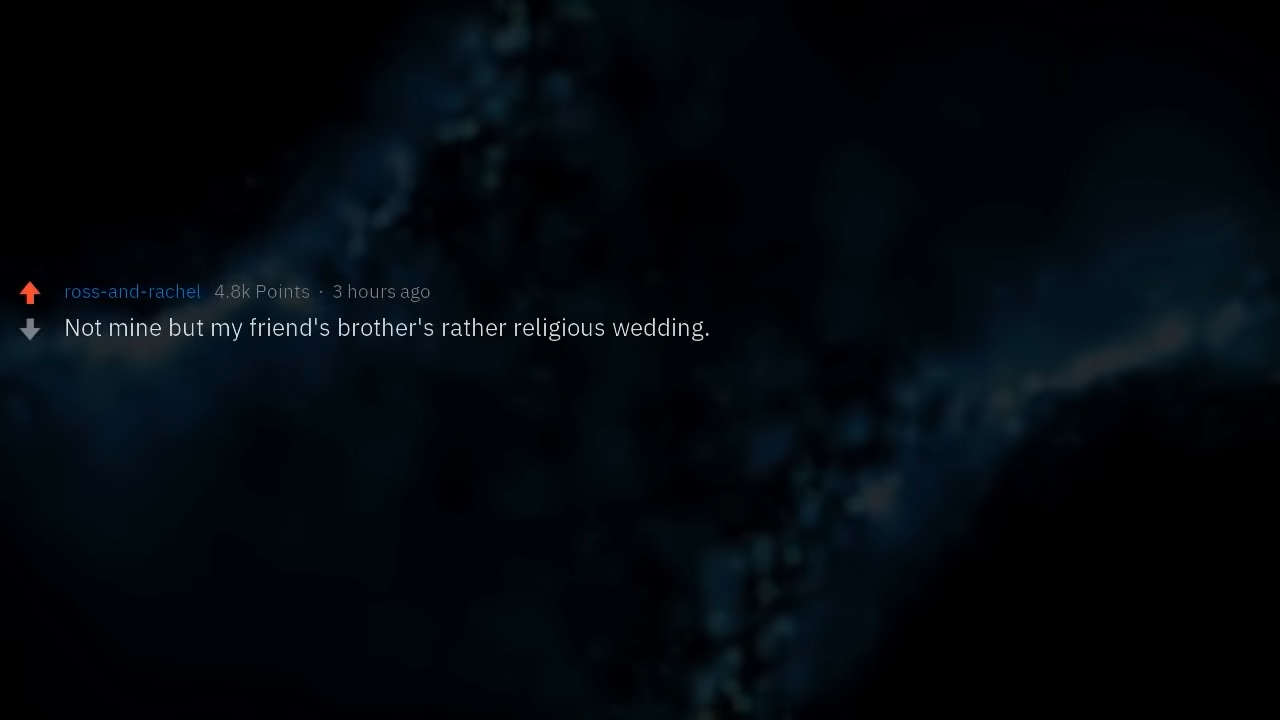 ross-and-rachel 4.8k Points · 3 hours ago
Not mine but my friend's brother's rather religious wedding.